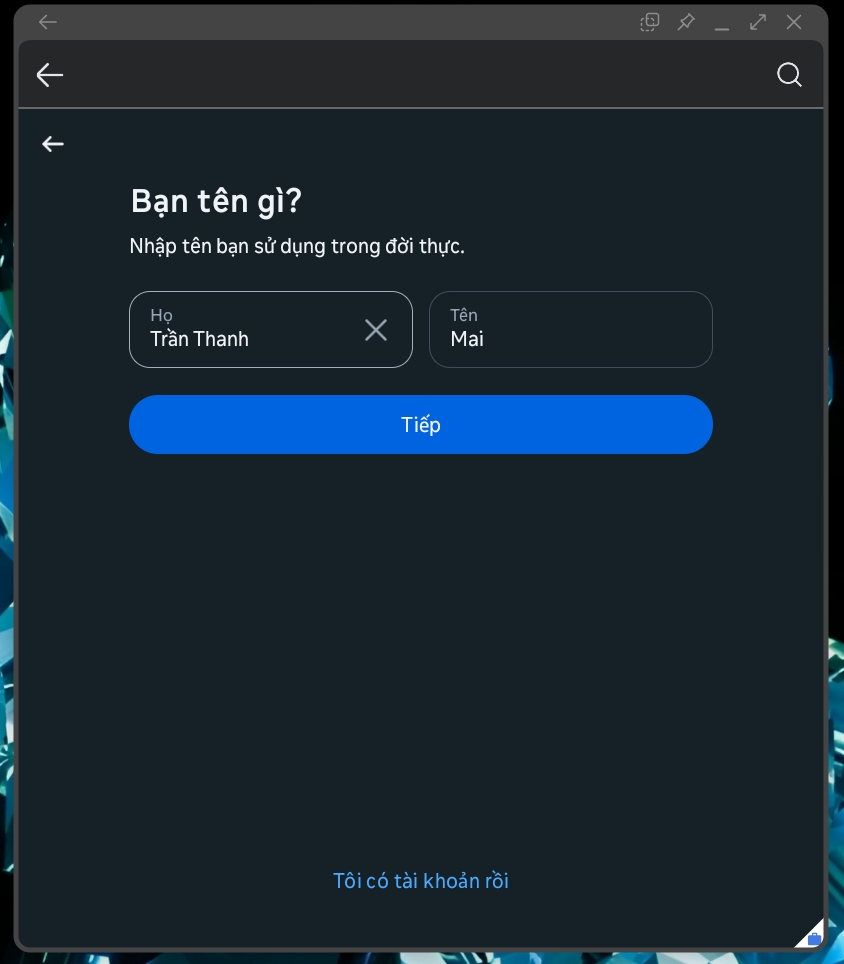 Bạn tên gì?
Nhập tên bạn sử dụng trong đời thực.
Họ
Trần Thanh
Tên
Mai
Tiếp
Tôi có tài khoản rồi